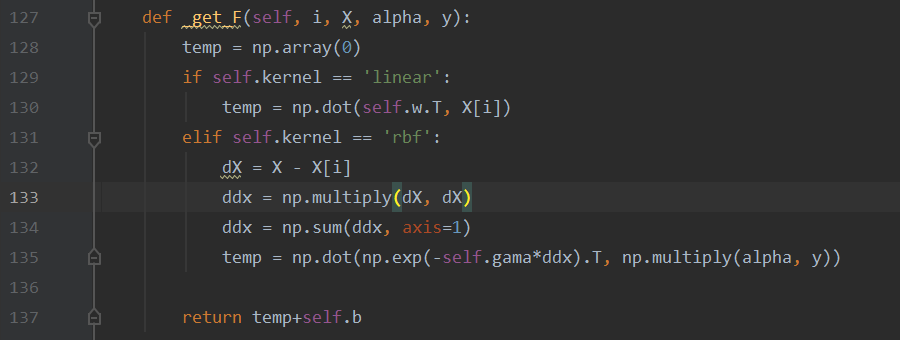 127 def _get_F(self, i, X, alpha, y):
128 temp = np.array(0)
129 if self.kernel == 'linear':
130 temp = np.dot(self.w.T, X[i])
131 elif self.kernel == 'rbf':
132 dX = X - X[i]
133 ddx = np.multiply(dX, dX)
134 ddx = np.sum(ddx, axis=1)
135 temp = np.dot(np.exp(-self.gama*ddx).T, np.multiply(alpha, y))
136
137 return temp+self.b